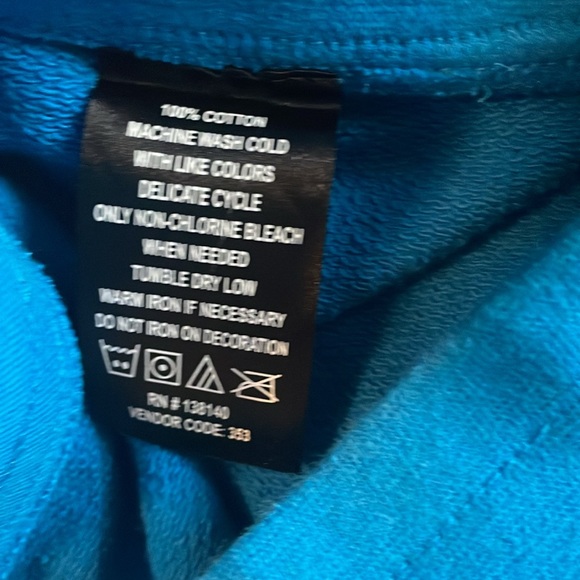 100% COTTON
MACHINE WASH COLD
WITH LIKE COLORS
DELICATE CYCLE
ONLY NON-CHLORINE BLEACH
WHEN NEEDED
TUMBLE DRY LOW
WARM IRON IF NECESSARY
DO NOT IRON ON DECORATION
RN # 138140
VENDOR CODE: 353